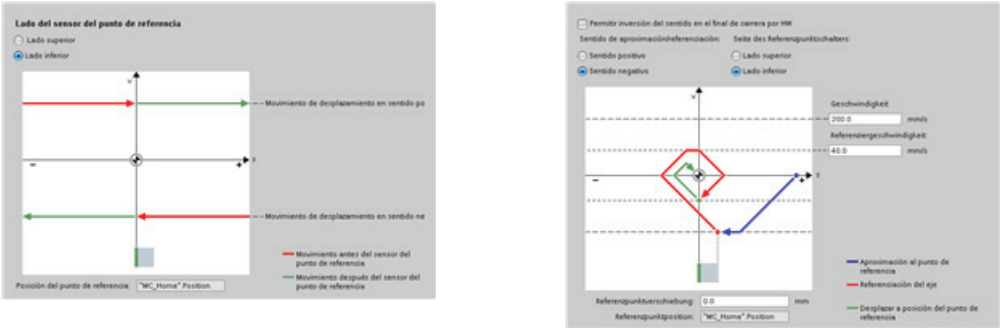 Lado del sensor del punto de referencia
Lado superior
Lado inferior
v
Movimiento de desplazamiento en sentido po
x
−
+
Movimiento de desplazamiento en sentido ne
Movimiento antes del sensor del
punto de referencia
Movimiento después del sensor del
punto de referencia
Posición del punto de referencia: "MC_Home".Position
Permitir inversión del sentido en el final de carrera por HW
Sentido de aproximación/referenciación: Seite des Referenzpunktschalters:
Sentido positivo Lado superior
Sentido negativo Lado inferior
v
Geschwindigkeit
200.0 mm/s
Referenziergeschwindigkeit:
40.0 mm/s
x
−
+
Aproximación al punto de
referencia
Referenciación del eje
Desplazar a posición del punto de
referencia
Referenzpunktverschiebung: 0.0 mm
Referenzpunktposition: "MC_Home".Position